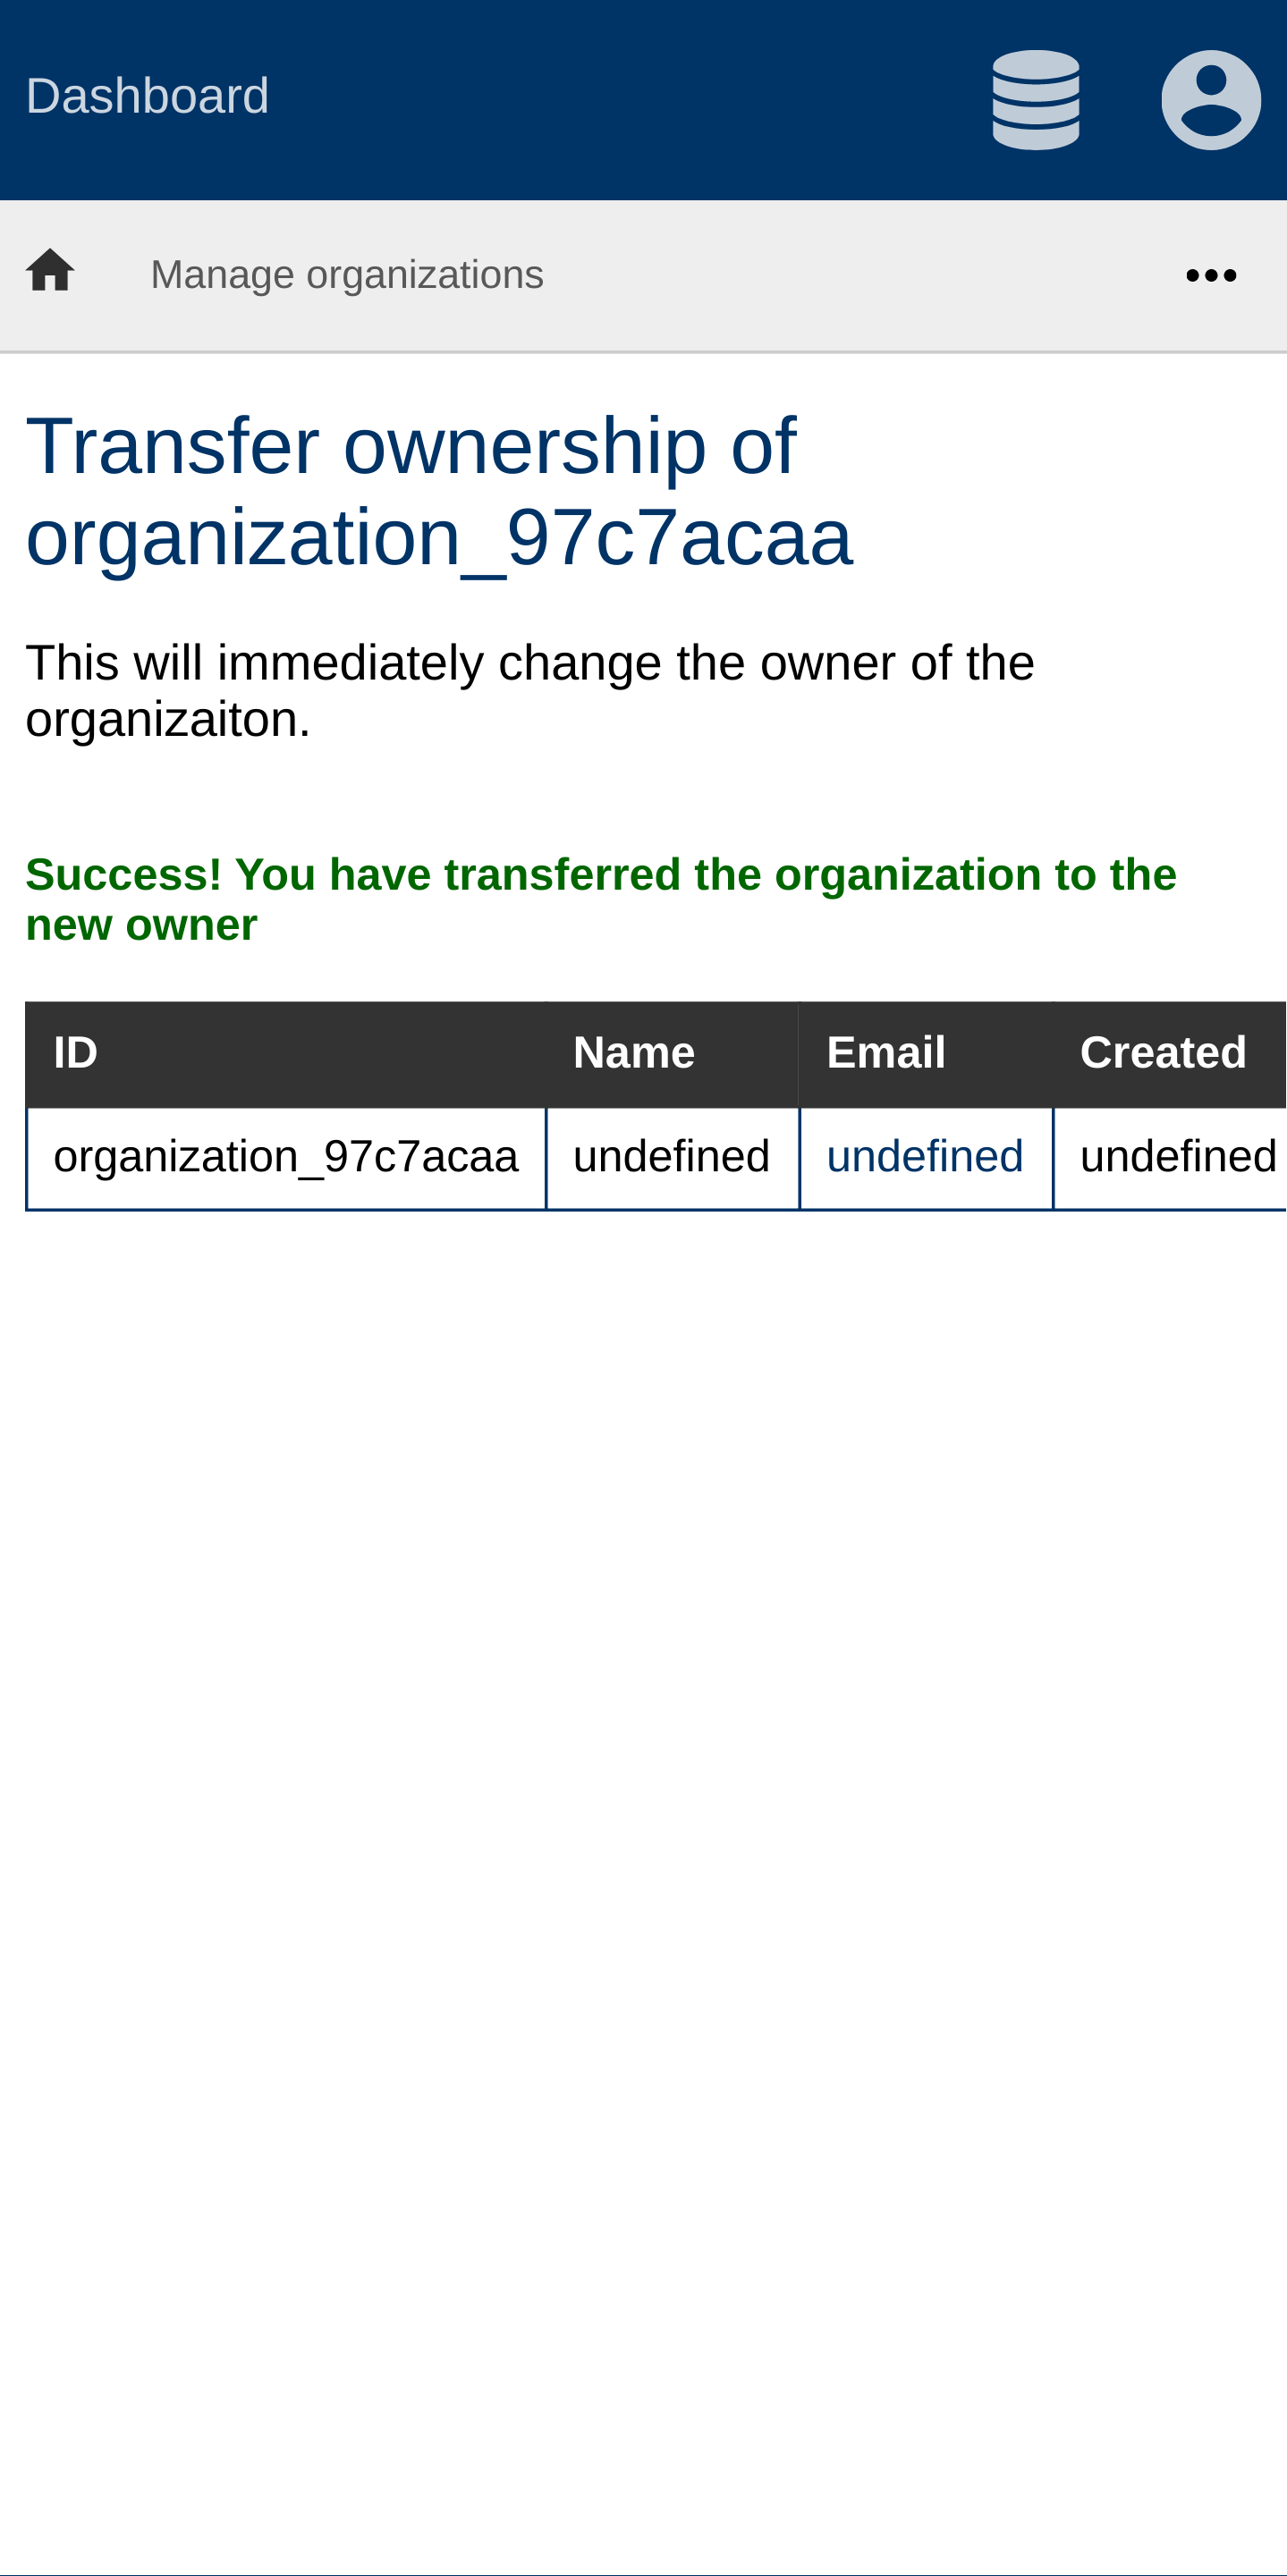 Dashboard
Manage organizations
Transfer ownership of
organization_97c7acaa
This will immediately change the owner of the
organizaiton.
Success! You have transferred the organization to the
new owner
ID Name Email Created
organization_97c7acaa undefined undefined undefined